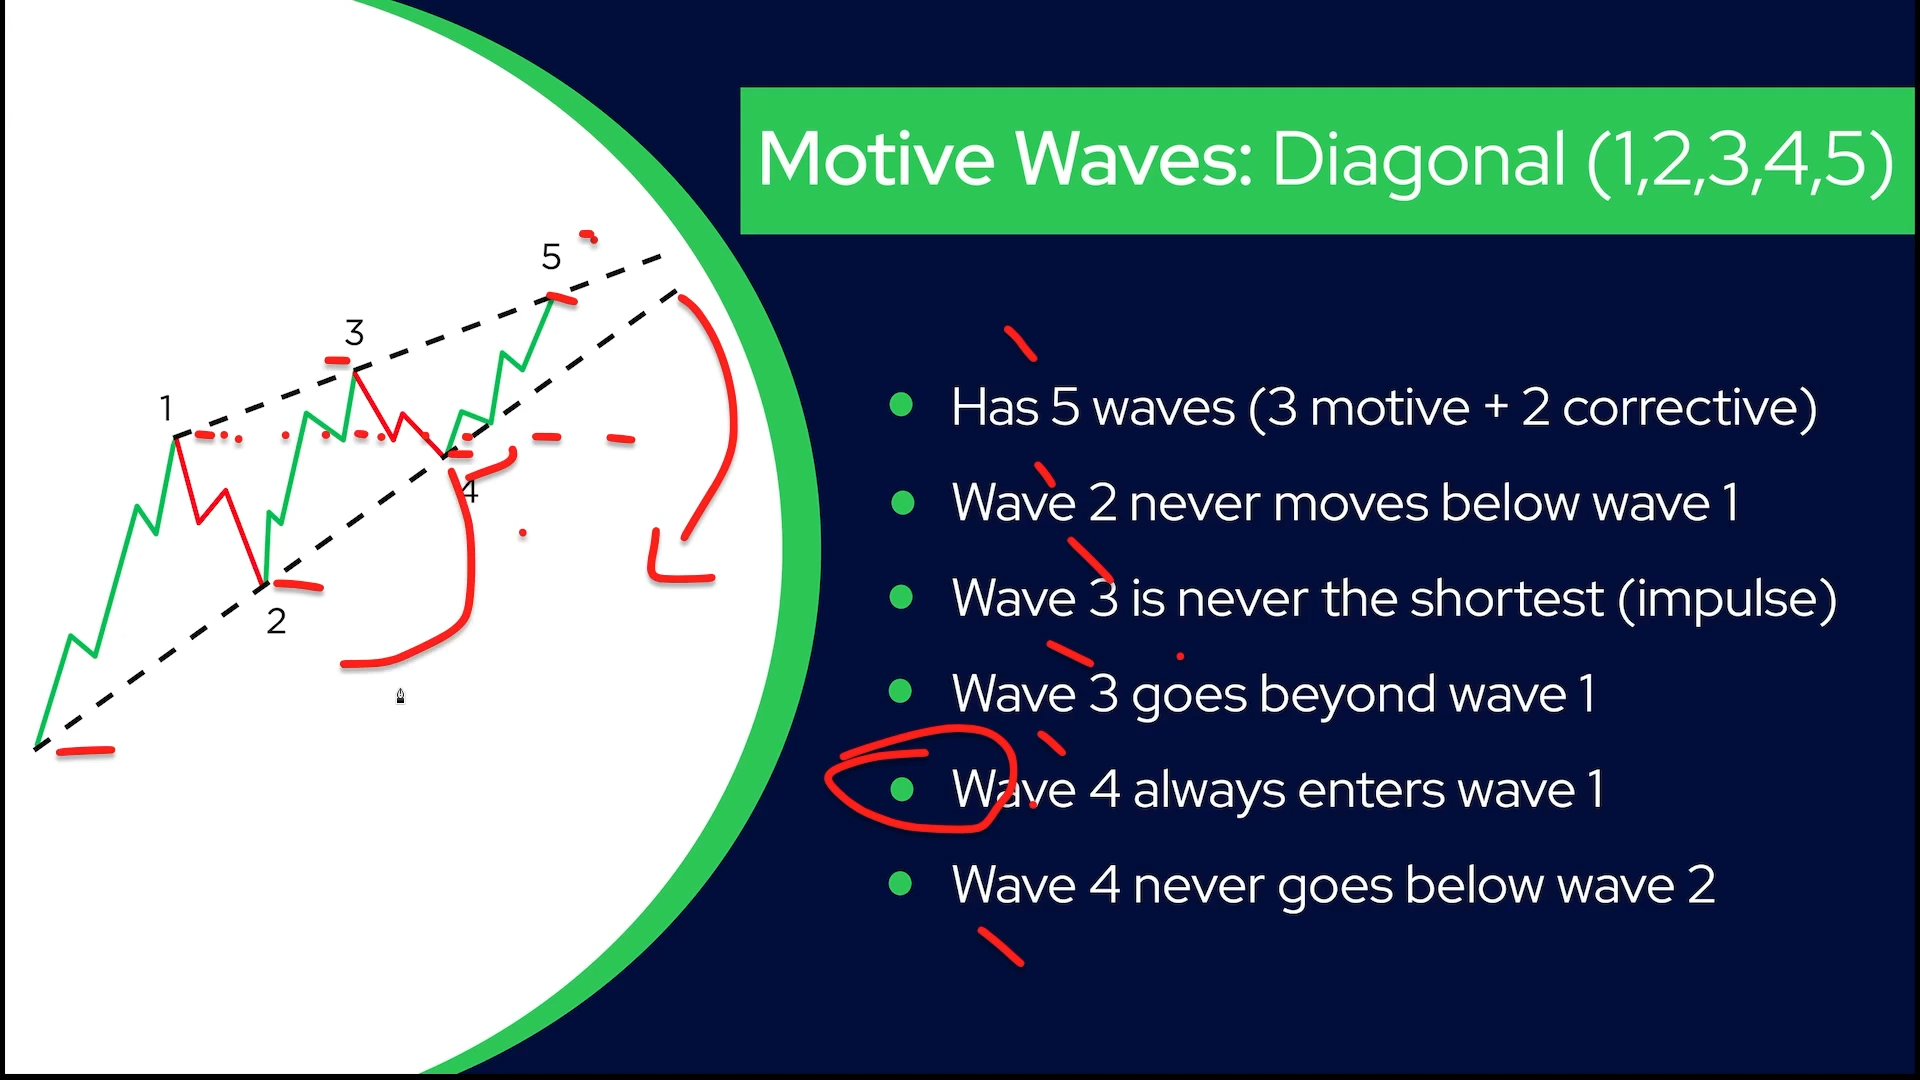 Motive Waves: Diagonal (1,2,3,4,5)
5
3
1
4
2
Has 5 waves (3 motive + 2 corrective)
Wave 2 never moves below wave 1
Wave 3 is never the shortest (impulse)
Wave 3 goes beyond wave 1
Wave 4 always enters wave 1
Wave 4 never goes below wave 2